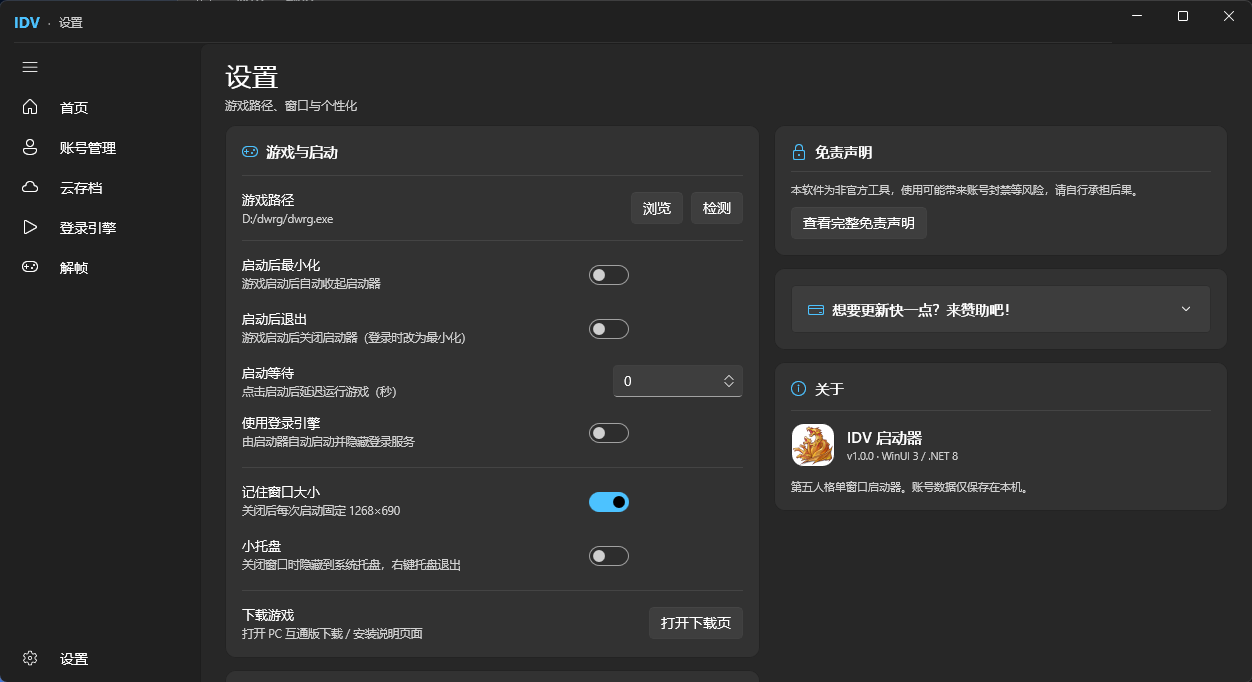 IDV · 设置
首页
账号管理
云存档
登录引擎
解帧
设置
设置
游戏路径、窗口与个性化
游戏与启动
游戏路径
D:/dwrg/dwrg.exe
浏览
检测
启动后最小化
游戏启动后自动收起启动器
启动后退出
游戏启动后关闭启动器（登录时改为最小化）
启动等待
点击启动后延迟运行游戏（秒）
0
使用登录引擎
由启动器自动启动并隐藏登录服务
记住窗口大小
关闭后每次启动固定 1268×690
小托盘
关闭窗口时隐藏到系统托盘，右键托盘退出
下载游戏
打开 PC 互通版下载 / 安装说明页面
打开下载页
免责声明
本软件为非官方工具，使用可能带来账号封禁等风险，请自行承担后果。
查看完整免责声明
想要更新快一点？来赞助吧！
关于
IDV 启动器
v1.0.0 · WinUI 3 / .NET 8
第五人格单窗口启动器。账号数据仅保存在本机。